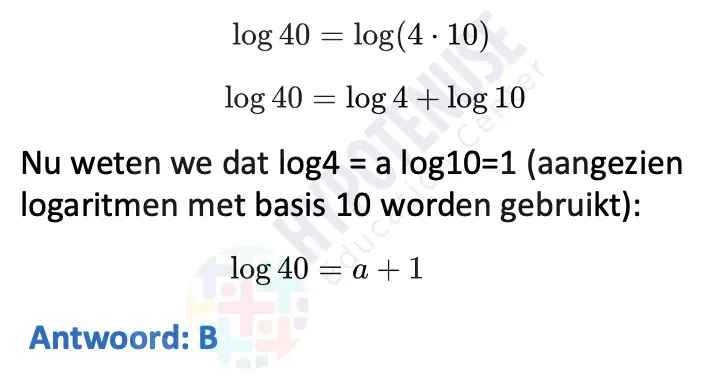 log 40 = log(4 · 10)
log 40 = log 4 + log 10
Nu weten we dat log4 = a log10=1 (aangezien
logaritmen met basis 10 worden gebruikt):
log 40 = a + 1
Antwoord: B
HYPOTENUSE
Education Center